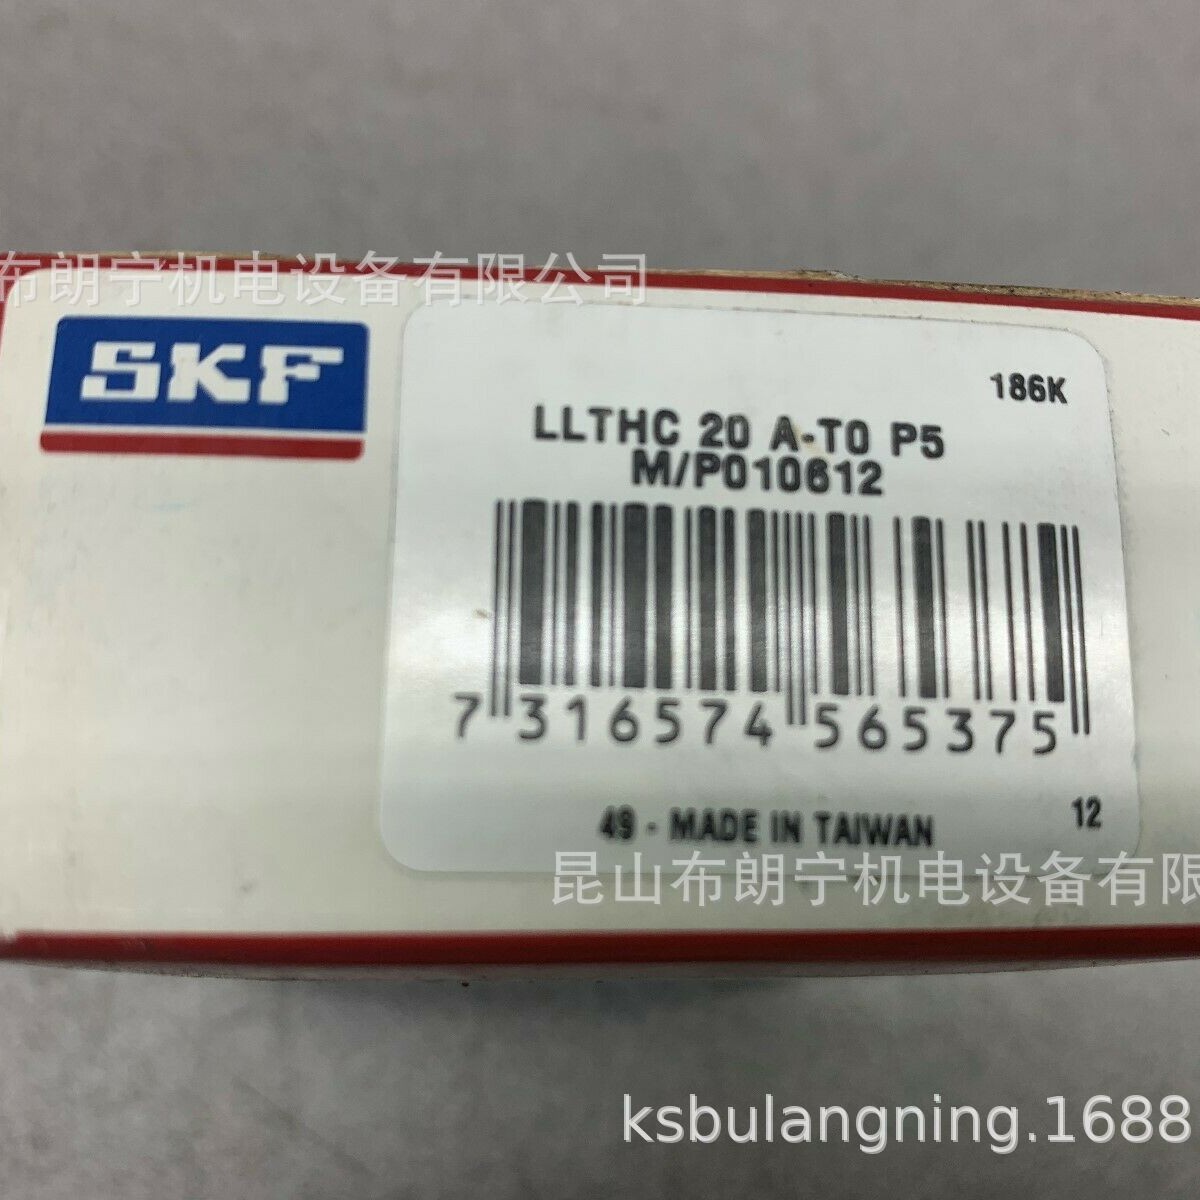 布朗宁机电设备有限公司
SKF
186K
LLTHC 20 A-T0 P5
M/P010612
7 316574 565375
49 - MADE IN TAIWAN
12
昆山布朗宁机电设备有限
ksbulangning.1688